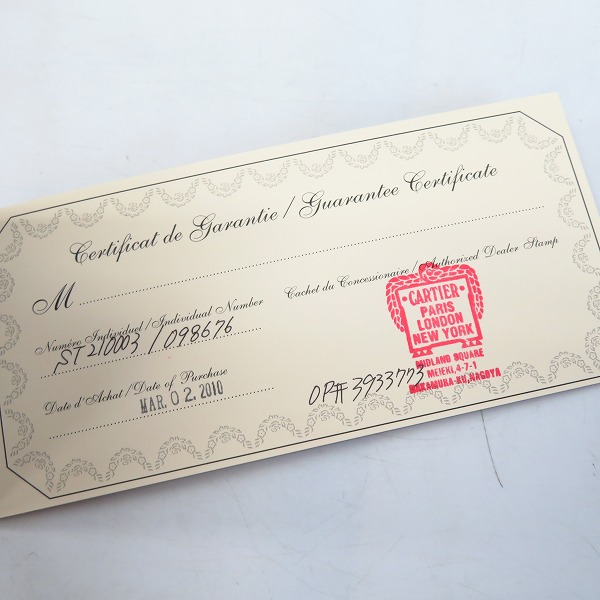 Certificat de Garantie / Guarantee Certificate
M
Numéro Individuel / Individual Number
ST210003 / 098676
Date d'Achat / Date of Purchase
MAR. 02. 2010
Cachet du Concessionaire / Authorized Dealer Stamp
CARTIER
PARIS
LONDON
NEW YORK
MIDLAND SQUARE
MEIEKI, 4-7-1
NAKAMURA-KU, NAGOYA
3933773